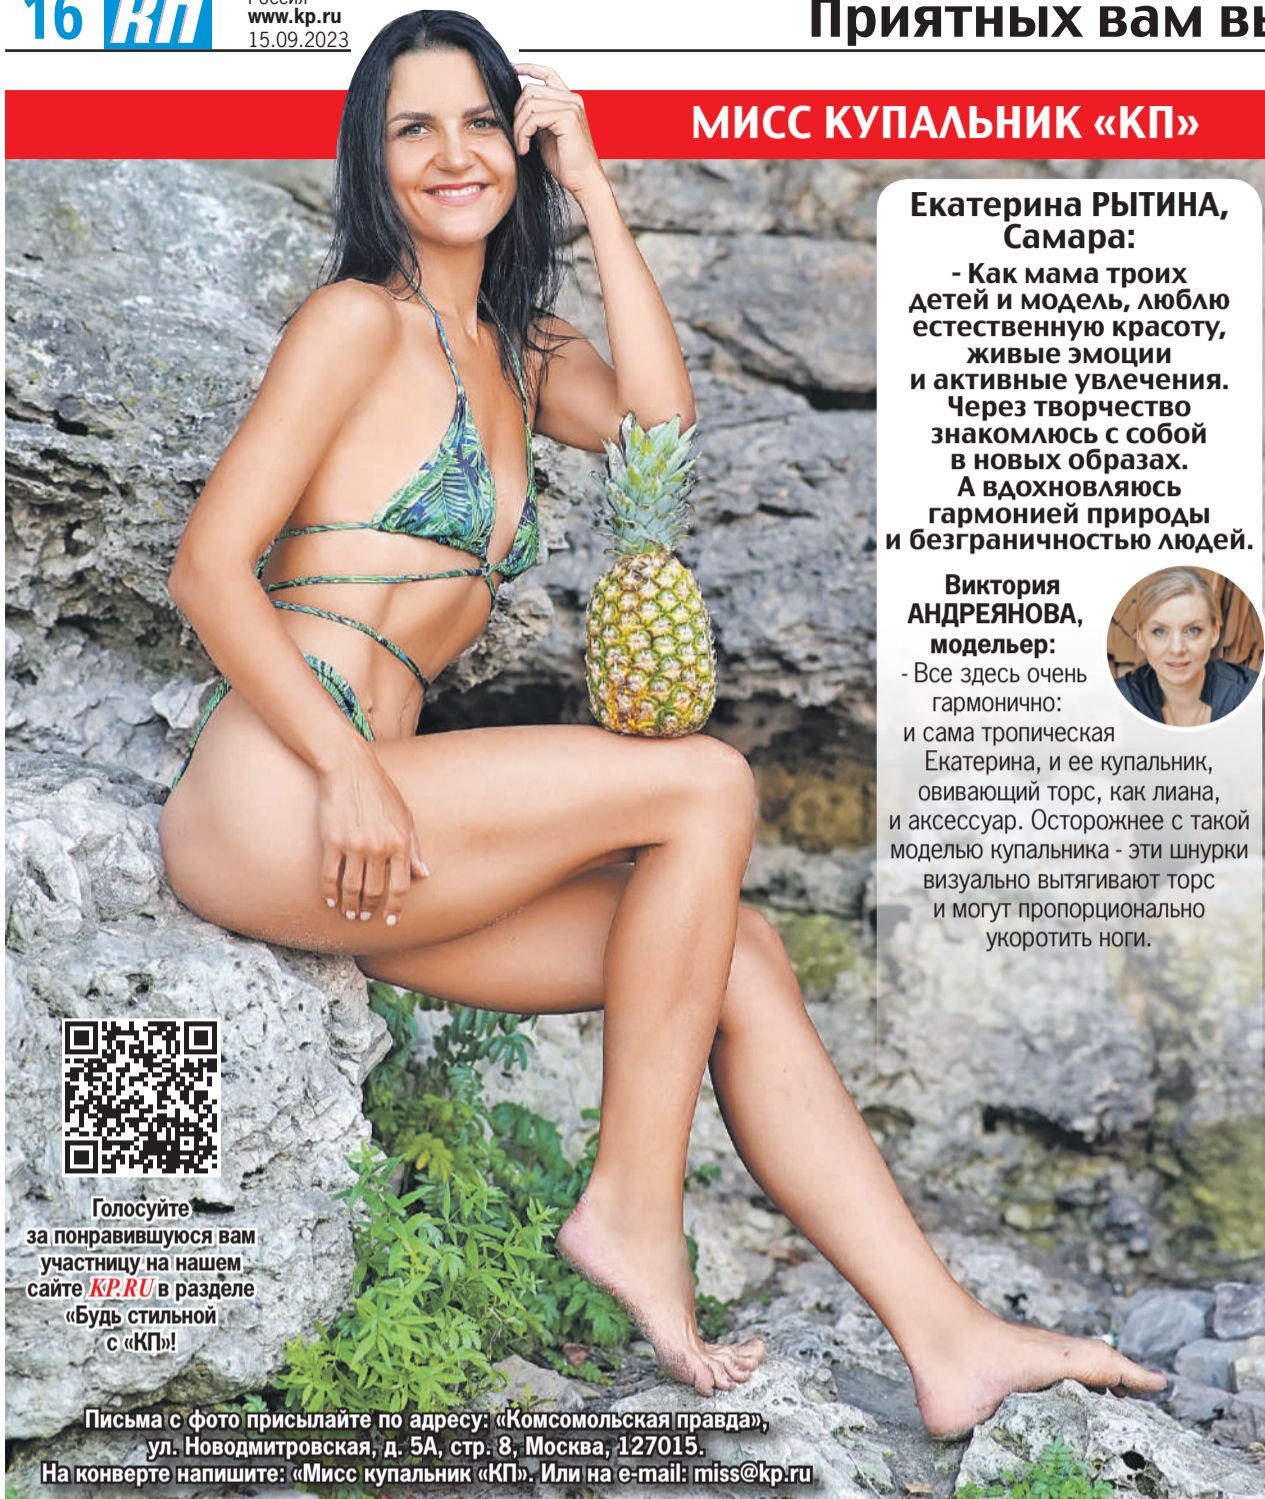 16
КП
Россия
www.kp.ru
15.09.2023
Приятных вам
МИСС КУПАЛЬНИК «КП»
Екатерина РЫТИНА,
Самара:
- Как мама троих
детей и модель, люблю
естественную красоту,
живые эмоции
и активные увлечения.
Через творчество
знакомлюсь с собой
в новых образах.
А вдохновляюсь
гармонией природы
и безграничностью людей.
Виктория
АНДРЕЯНОВА,
модельер:
- Все здесь очень
гармонично:
и сама тропическая
Екатерина, и ее купальник,
овивающий торс, как лиана,
и аксессуар. Осторожнее с такой
моделью купальника - эти шнурки
визуально вытягивают торс
и могут пропорционально
укоротить ноги.
Голосуйте
за понравившуюся вам
участницу на нашем
сайте KP.RU в разделе
«Будь стильной
с «КП»!
Письма с фото присылайте по адресу: «Комсомольская правда»,
ул. Новодмитровская, д. 5А, стр. 8, Москва, 127015.
На конверте напишите: «Мисс купальник «КП». Или на e-mail: miss@kp.ru